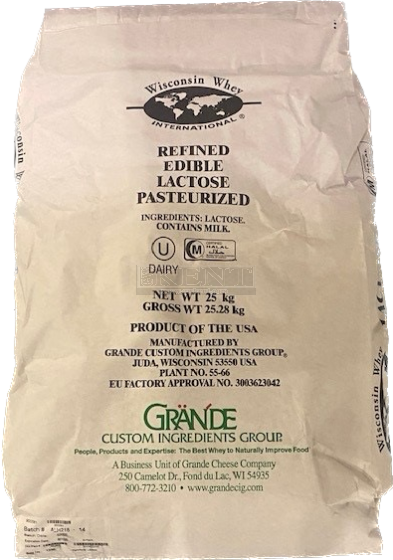 Wisconsin Whey
INTERNATIONAL®
REFINED
EDIBLE
LACTOSE
PASTEURIZED
INGREDIENTS: LACTOSE.
CONTAINS MILK.
U
M
HALAL
DAIRY
NET WT 25 kg
GROSS WT 25.28 kg
PRODUCT OF THE USA
MANUFACTURED BY
GRANDE CUSTOM INGREDIENTS GROUP®
JUDA, WISCONSIN 53550 USA
PLANT NO. 55-66
EU FACTORY APPROVAL NO. 3003623042
GRANDE
CUSTOM INGREDIENTS GROUP®
People, Products and Expertise: The Best Whey to Naturally Improve Food
A Business Unit of Grande Cheese Company
250 Camelot Dr., Fond du Lac, WI 54935
800-772-3210 • www.grandecig.com
Wisconsin Whey
Batch #